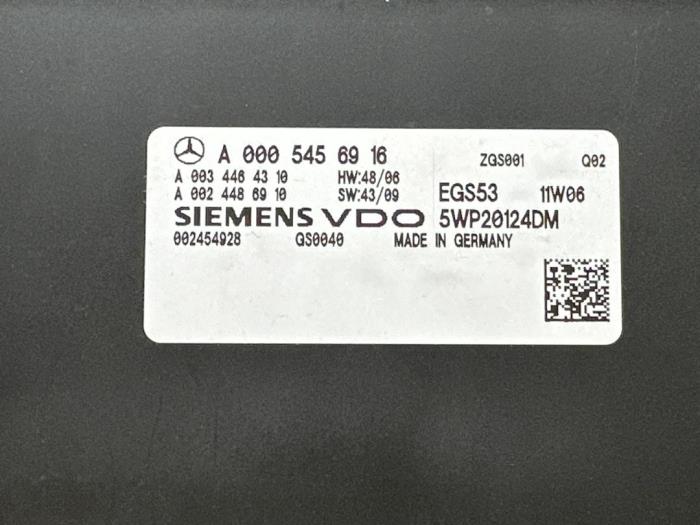 A 000 545 69 16 ZGS001 Q02
A 003 446 43 10 HW:48/06
A 002 448 69 10 SW:43/09 EGS53 11W06
SIEMENS VDO 5WP20124DM
002454928 GS0040 MADE IN GERMANY